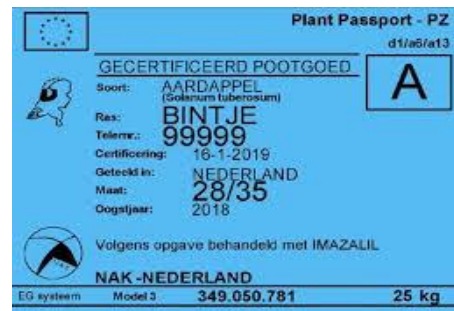 Plant Passport - PZ
d1/a6/a13
GECERTIFICEERD POOTGOED
A
Soort: AARDAPPEL
(Solanum tuberosum)
Ras: BINTJE
Telernr.: 99999
Certificering: 16-1-2019
Geteeld in: NEDERLAND
Maat: 28/35
Oogstjaar: 2018
Volgens opgave behandeld met IMAZALIL
NAK -NEDERLAND
EG systeem Model 3 349.050.781 25 kg